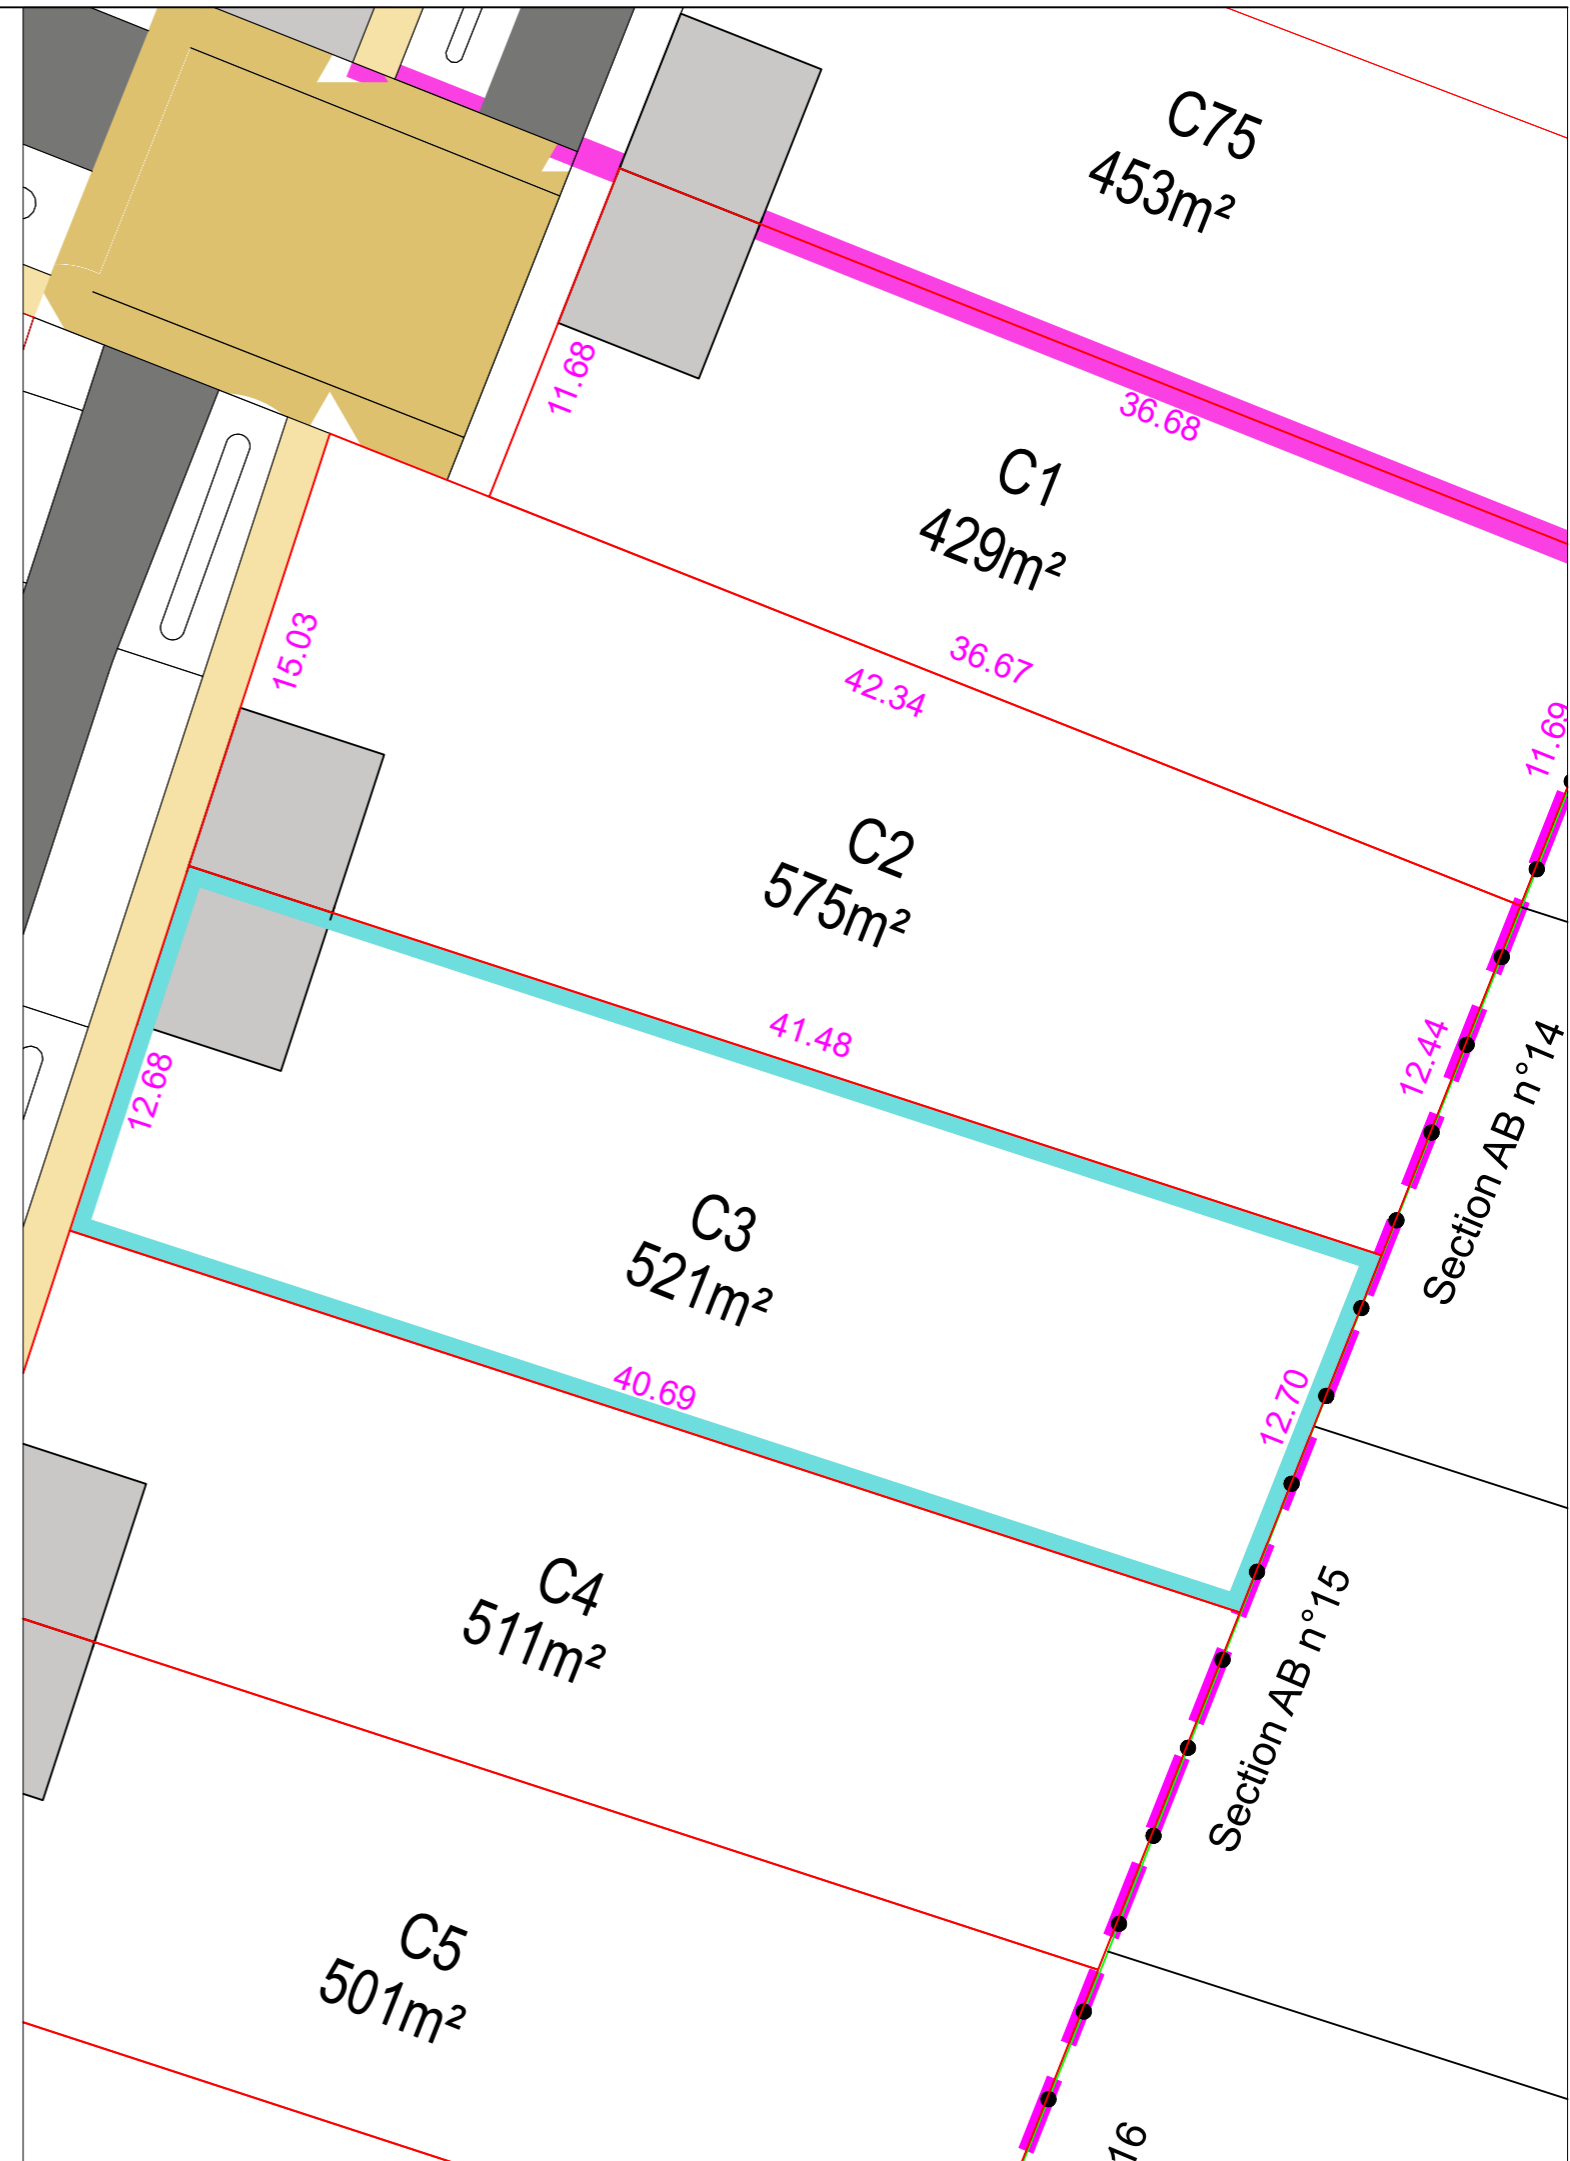 C75
453m²
11.68
36.68
C1
429m²
15.03
36.67
42.34
11.69
C2
575m²
41.48
12.44
Section AB n°14
12.68
C3
521m²
40.69
12.70
C4
511m²
Section AB n°15
C5
501m²
16